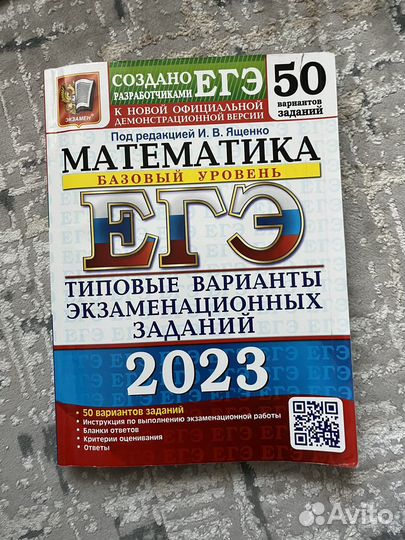 СОЗДАНО
РАЗРАБОТЧИКАМИ ЕГЭ
К НОВОЙ ОФИЦИАЛЬНОЙ
ДЕМОНСТРАЦИОННОЙ ВЕРСИИ
50
вариантов
заданий
ЭКЗАМЕН
Под редакцией И. В. Ященко
МАТЕМАТИКА
БАЗОВЫЙ УРОВЕНЬ
ЕГЭ
ТИПОВЫЕ ВАРИАНТЫ
ЭКЗАМЕНАЦИОННЫХ
ЗАДАНИЙ
2023
• 50 вариантов заданий
• Инструкция по выполнению экзаменационной работы
• Бланки ответов
• Критерии оценивания
• Ответы
Avito